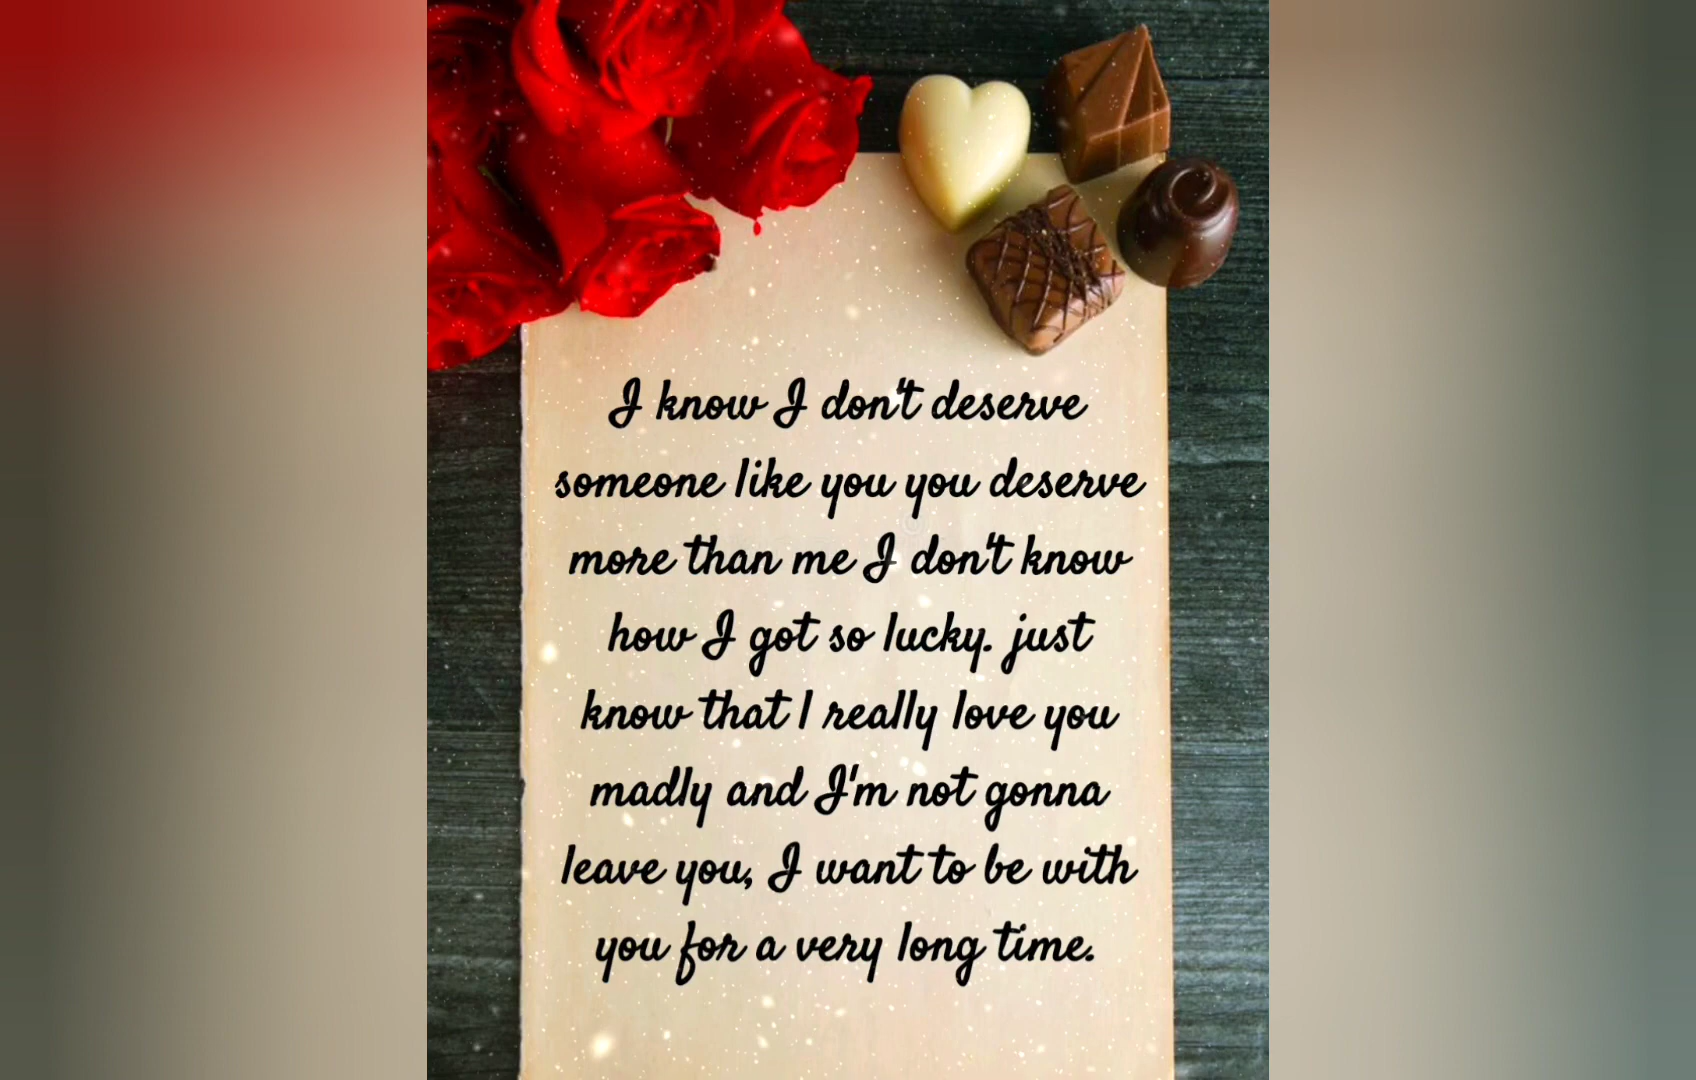 I know I don't deserve
someone like you you deserve
more than me I don't know
how I got so lucky. just
know that I really love you
madly and I'm not gonna
leave you, I want to be with
you for a very long time.